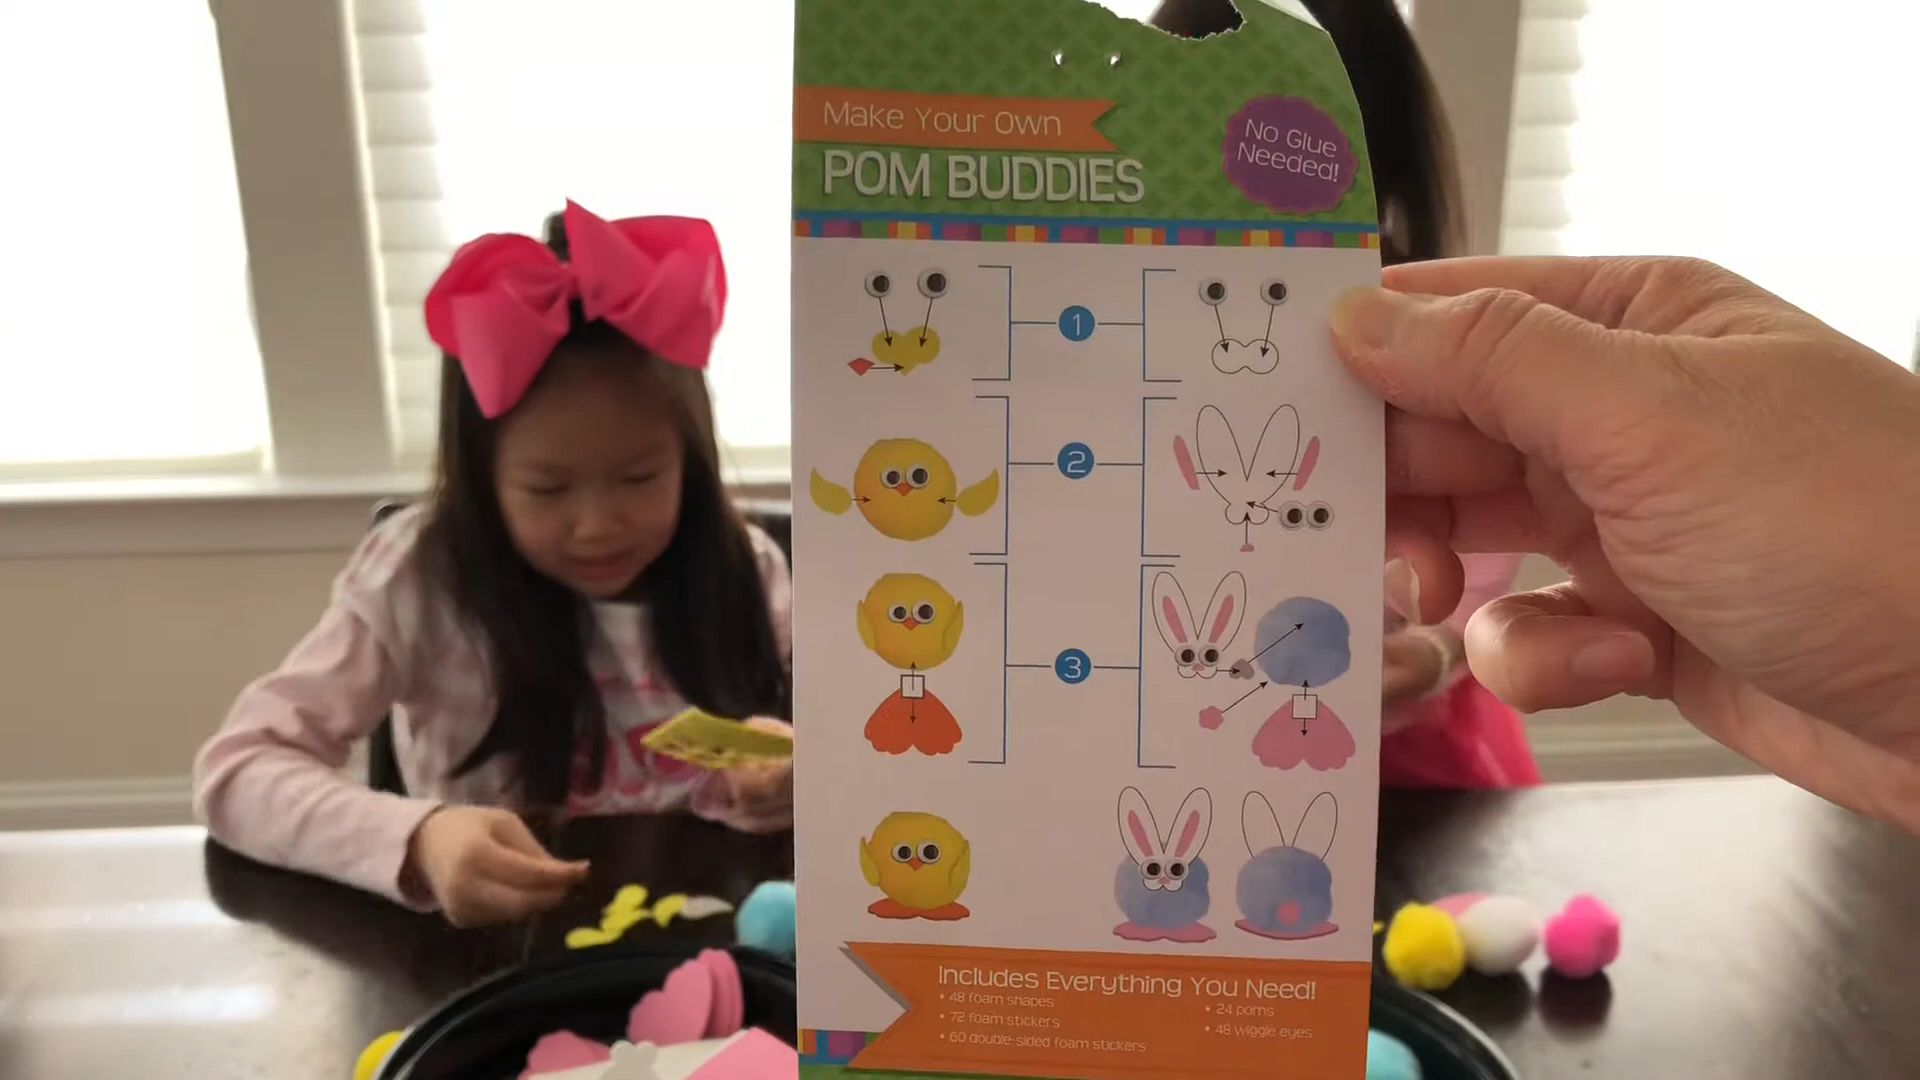 Make Your Own
POM BUDDIES
No Glue
Needed!
1
2
3
Includes Everything You Need!
• 48 foam shapes
• 72 foam stickers
• 60 double-sided foam stickers
• 24 poms
• 48 wiggle eyes